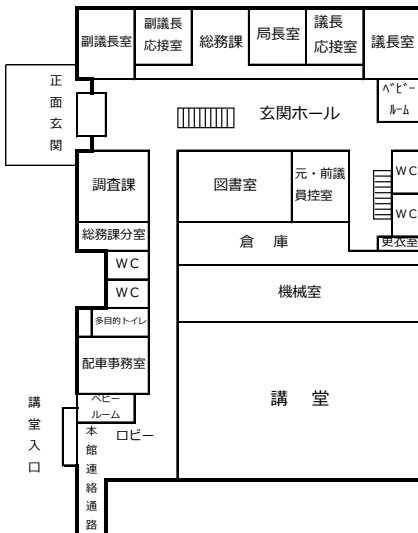 副議長室
副議長
応接室
総務課
局長室
議長
応接室
議長室
正面玄関
玄関ホール
ベビー
ルーム
調査課
図書室
元・前議
員控室
WC
WC
更衣室
総務課分室
倉 庫
WC
WC
機械室
多目的トイレ
配車事務室
ベビー
ルーム
講 堂
講堂入口
ロビー
本館連絡通路